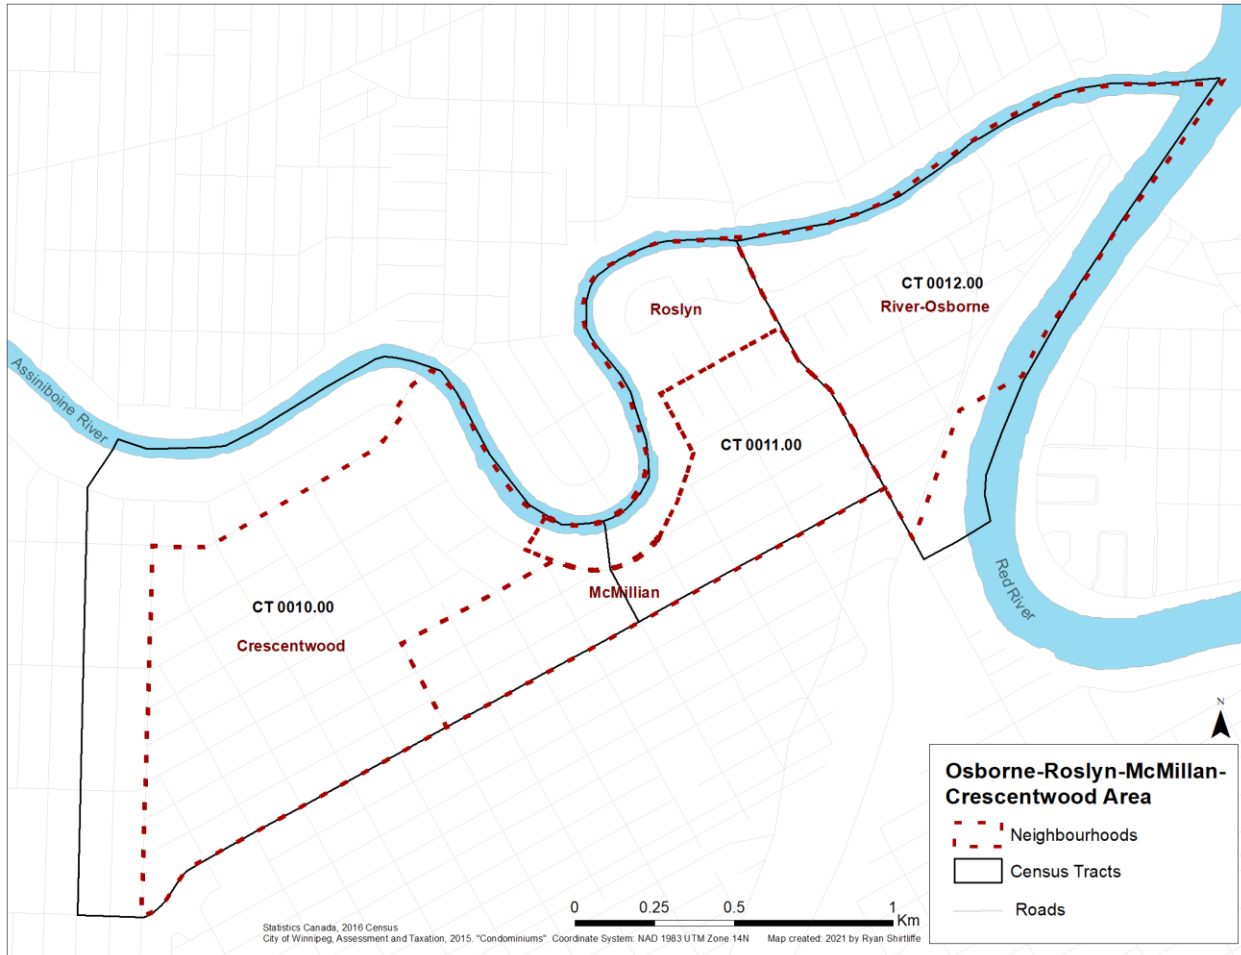 CT 0012.00
River-Osborne
Roslyn
Assiniboine River
CT 0011.00
Red River
McMillian
CT 0010.00
Crescentwood
N
Osborne-Roslyn-McMillan-
Crescentwood Area
Neighbourhoods
Census Tracts
Roads
0 0.25 0.5 1
Km
Statistics Canada, 2016 Census
City of Winnipeg, Assessment and Taxation, 2015. "Condominiums" Coordinate System: NAD 1983 UTM Zone 14N Map created: 2021 by Ryan Shirtliffe